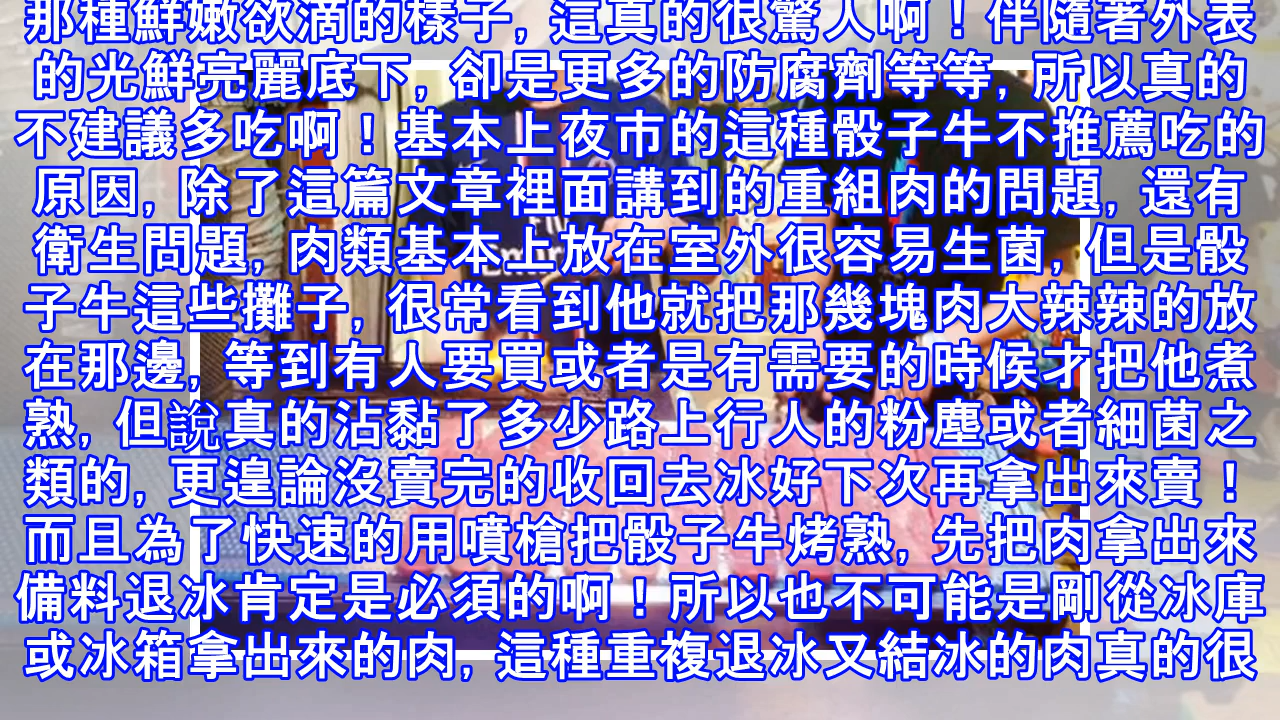 那種鮮嫩欲滴的樣子, 這真的很驚人啊！伴隨著外表
的光鮮亮麗底下, 卻是更多的防腐劑等等, 所以真的
不建議多吃啊！基本上夜市的這種骰子牛不推薦吃的
原因, 除了這篇文章裡面講到的重組肉的問題, 還有
衛生問題, 肉類基本上放在室外很容易生菌, 但是骰
子牛這些攤子, 很常看到他就把那幾塊肉大辣辣的放
在那邊, 等到有人要買或者是有需要的時候才把他煮
熟, 但說真的沾黏了多少路上行人的粉塵或者細菌之
類的, 更遑論沒賣完的收回去冰好下次再拿出來賣！
而且為了快速的用噴槍把骰子牛烤熟, 先把肉拿出來
備料退冰肯定是必須的啊！所以也不可能是剛從冰庫
或冰箱拿出來的肉, 這種重複退冰又結冰的肉真的很